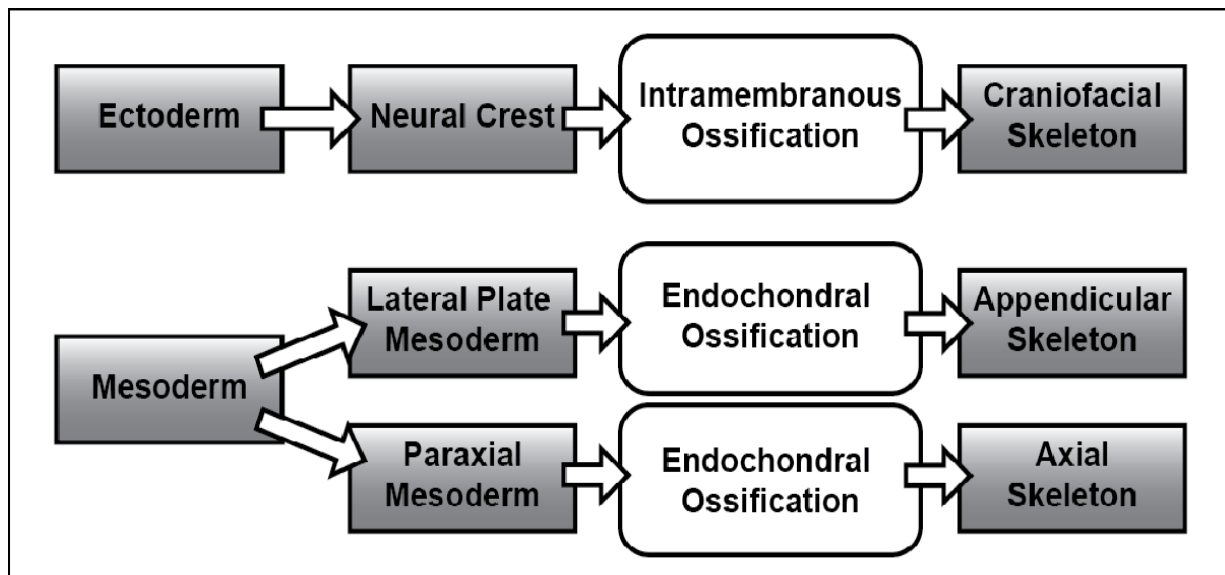 Ectoderm
Neural Crest
Intramembranous
Ossification
Craniofacial
Skeleton
Mesoderm
Lateral Plate
Mesoderm
Endochondral
Ossification
Appendicular
Skeleton
Paraxial
Mesoderm
Endochondral
Ossification
Axial
Skeleton